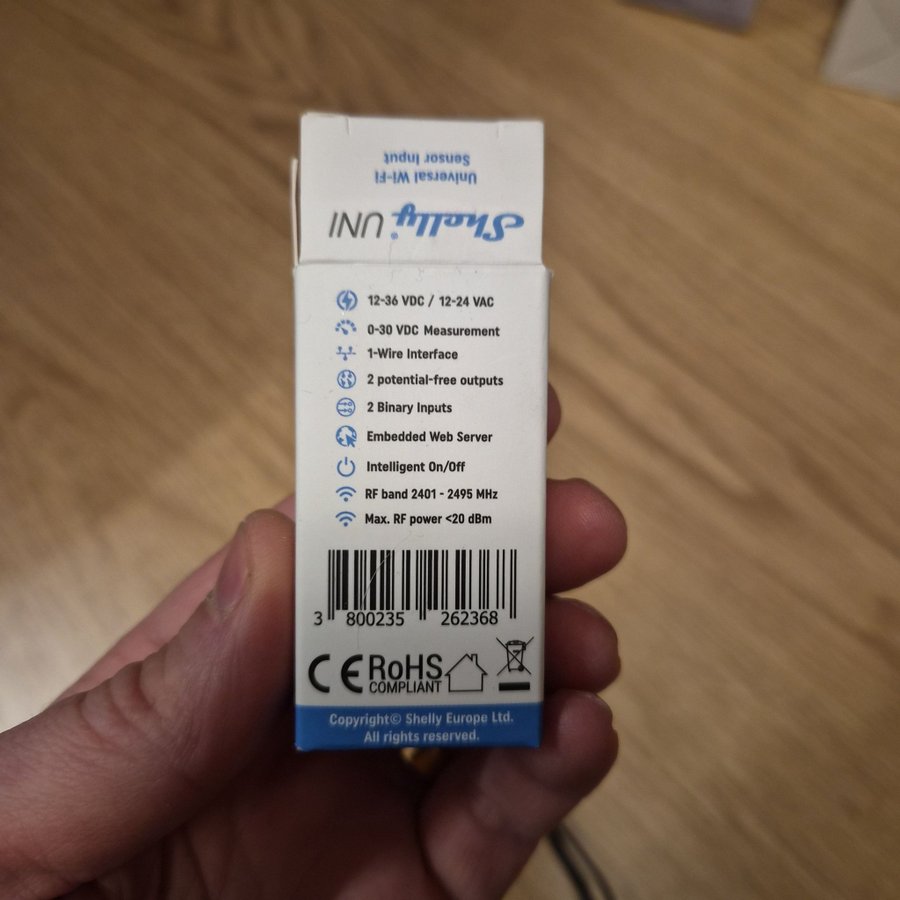 Shelly® UNI
Universal Wi-Fi
Sensor Input
12-36 VDC / 12-24 VAC
0-30 VDC Measurement
1-Wire Interface
2 potential-free outputs
2 Binary Inputs
Embedded Web Server
Intelligent On/Off
RF band 2401 - 2495 MHz
Max. RF power <20 dBm
3 800235 262368
CE RoHS
COMPLIANT
Copyright© Shelly Europe Ltd.
All rights reserved.